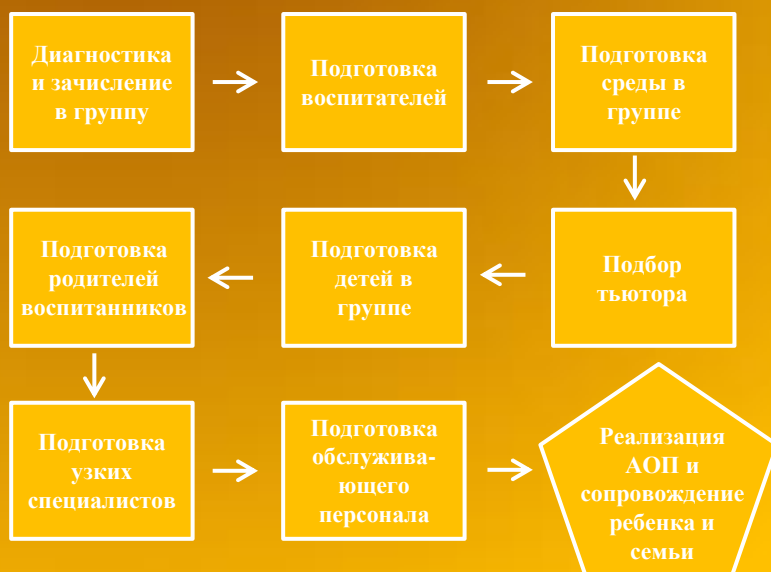 Диагностика
и зачисление
в группу
Подготовка
воспитателей
Подготовка
среды в
группе
Подготовка
родителей
воспитанников
Подготовка
детей в
группе
Подбор
тьютора
Подготовка
узких
специалистов
Подготовка
обслужива-
ющего
персонала
Реализация
АОП и
сопровождение
ребенка и
семьи